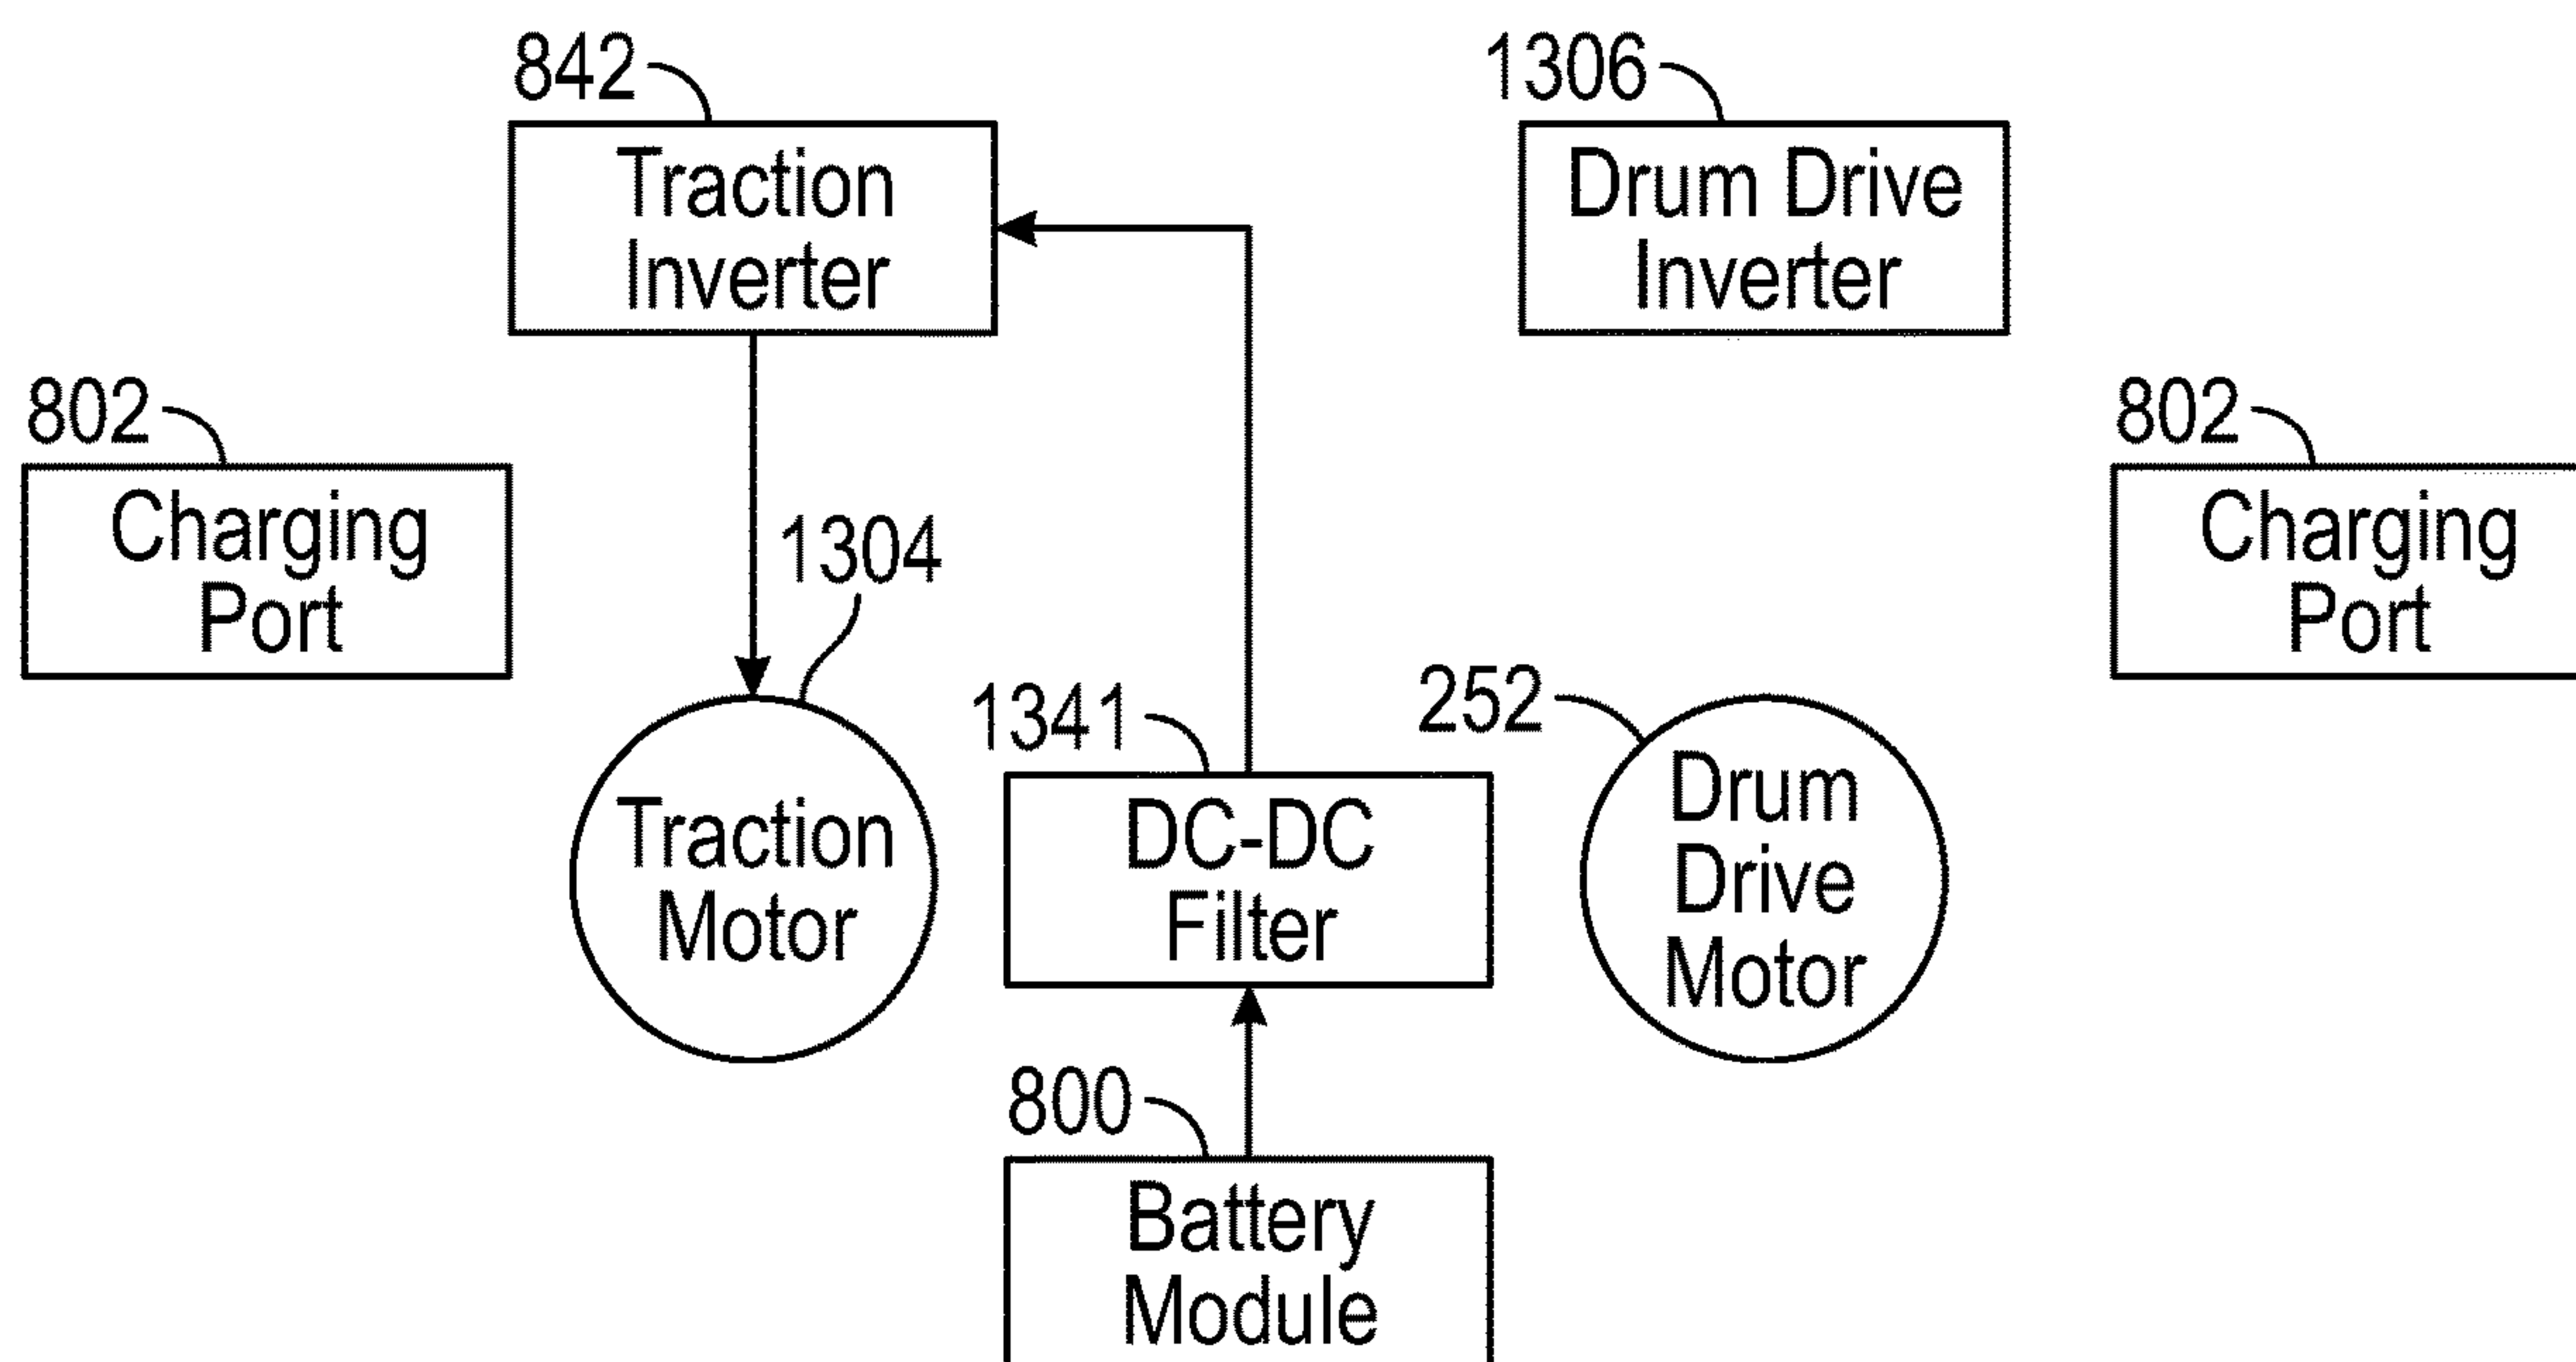 842
Traction
Inverter
1306
Drum Drive
Inverter
802
Charging
Port
802
Charging
Port
1304
Traction
Motor
1341
DC-DC
Filter
252
Drum
Drive
Motor
800
Battery
Module